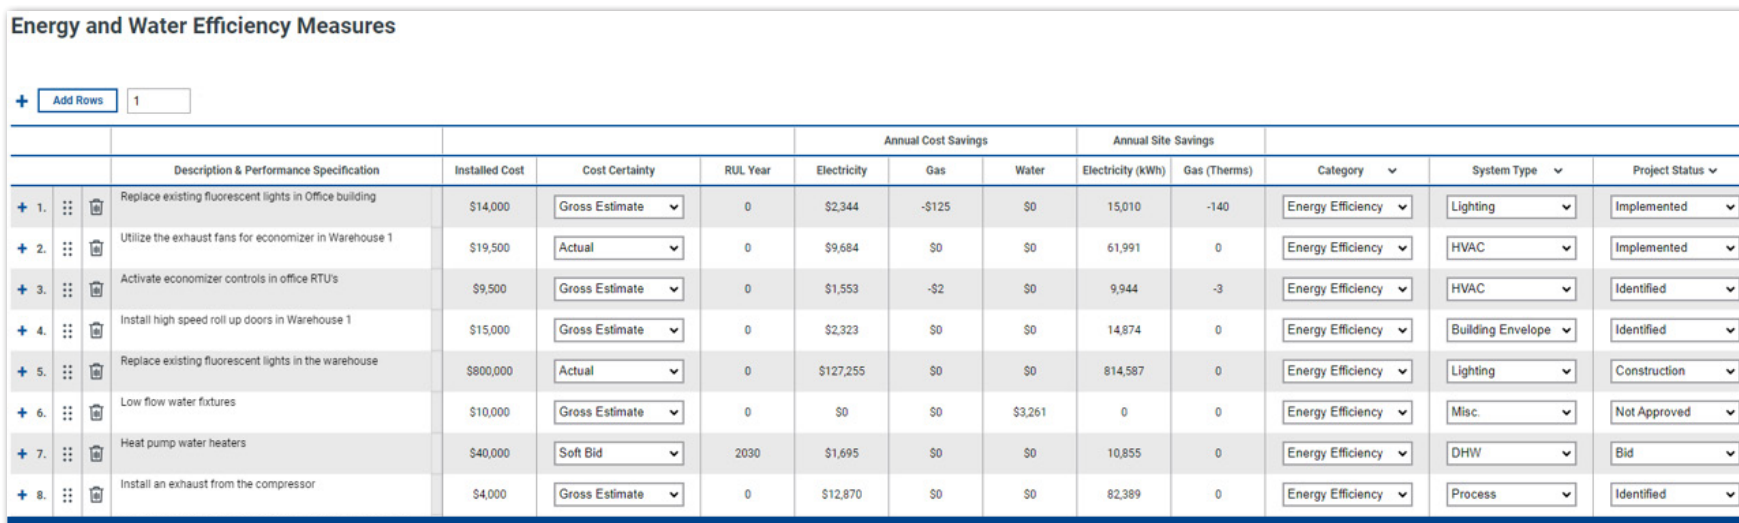 Energy and Water Efficiency Measures
+ Add Rows 1
Annual Cost Savings Annual Site Savings
Description & Performance Specification Installed Cost Cost Certainty RUL Year Electricity Gas Water Electricity (kWh) Gas (Therms) Category System Type Project Status
+ 1. Replace existing fluorescent lights in Office building $14,000 Gross Estimate 0 $2,344 -$125 $0 15,010 -140 Energy Efficiency Lighting Implemented
+ 2. Utilize the exhaust fans for economizer in Warehouse 1 $19,500 Actual 0 $9,684 $0 $0 61,991 0 Energy Efficiency HVAC Implemented
+ 3. Activate economizer controls in office RTU's $9,500 Gross Estimate 0 $1,553 -$2 $0 9,944 -3 Energy Efficiency HVAC Identified
+ 4. Install high speed roll up doors in Warehouse 1 $15,000 Gross Estimate 0 $2,323 $0 $0 14,874 0 Energy Efficiency Building Envelope Identified
+ 5. Replace existing fluorescent lights in the warehouse $800,000 Actual 0 $127,255 $0 $0 814,587 0 Energy Efficiency Lighting Construction
+ 6. Low flow water fixtures $10,000 Gross Estimate 0 $0 $0 $3,261 0 0 Energy Efficiency Misc. Not Approved
+ 7. Heat pump water heaters $40,000 Soft Bid 2030 $1,695 $0 $0 10,855 0 Energy Efficiency DHW Bid
+ 8. Install an exhaust from the compressor $4,000 Gross Estimate 0 $12,870 $0 $0 82,389 0 Energy Efficiency Process Identified